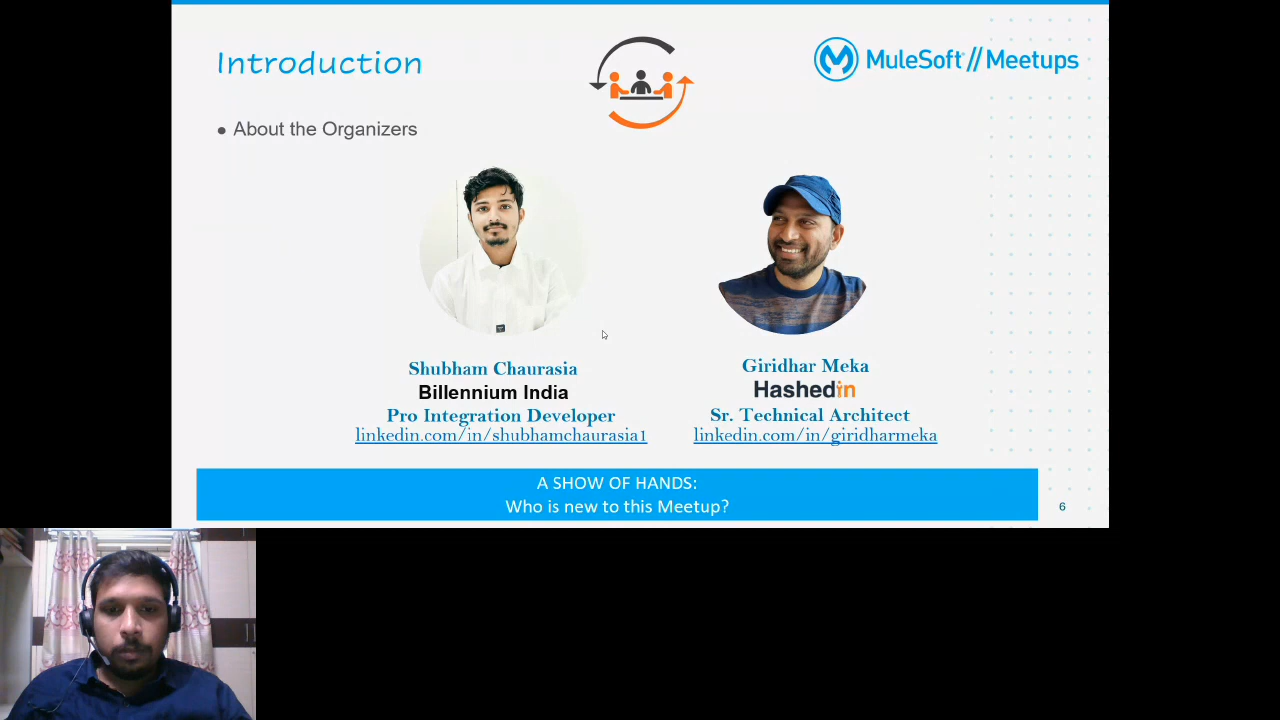 Introduction
MuleSoft // Meetups
● About the Organizers
Shubham Chaurasia
Billennium India
Pro Integration Developer
linkedin.com/in/shubhamchaurasia1
Giridhar Meka
Hashedin
Sr. Technical Architect
linkedin.com/in/giridharmeka
A SHOW OF HANDS:
Who is new to this Meetup?
6